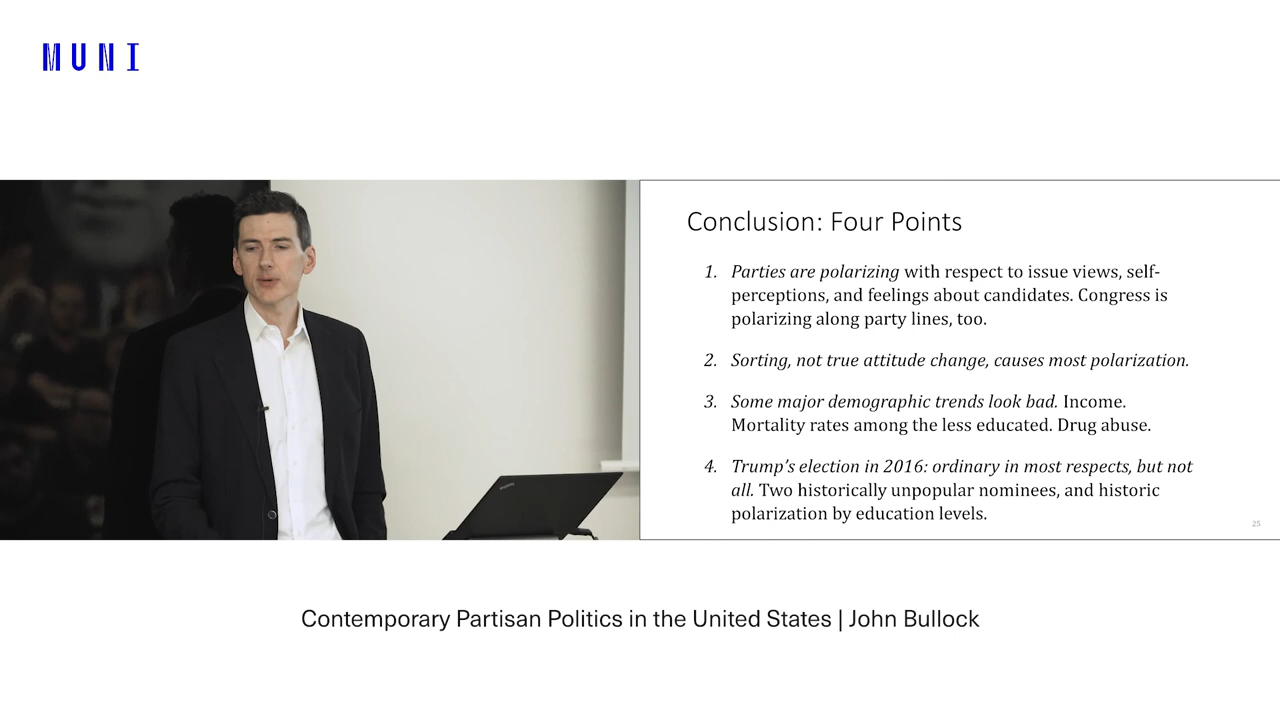 MUNI
Conclusion: Four Points
1. Parties are polarizing with respect to issue views, self-
perceptions, and feelings about candidates. Congress is
polarizing along party lines, too.
2. Sorting, not true attitude change, causes most polarization.
3. Some major demographic trends look bad. Income.
Mortality rates among the less educated. Drug abuse.
4. Trump's election in 2016: ordinary in most respects, but not
all. Two historically unpopular nominees, and historic
polarization by education levels.
25
Contemporary Partisan Politics in the United States | John Bullock